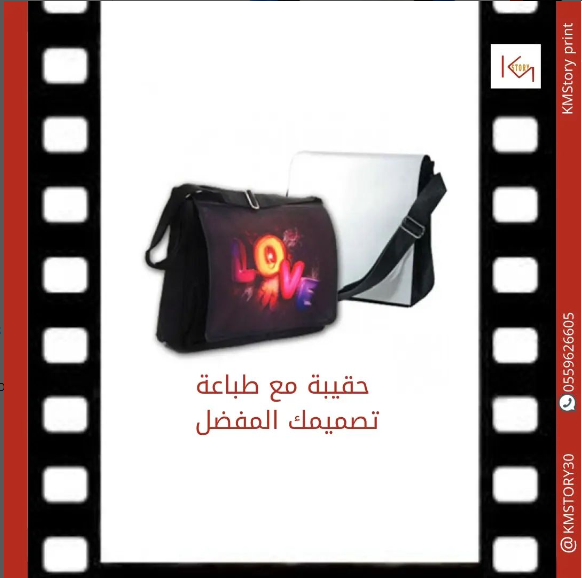 KMStory print
STORY
LOVE
حقيبة مع طباعة
تصميمك المفضل
0559626605
@KMSTORY30